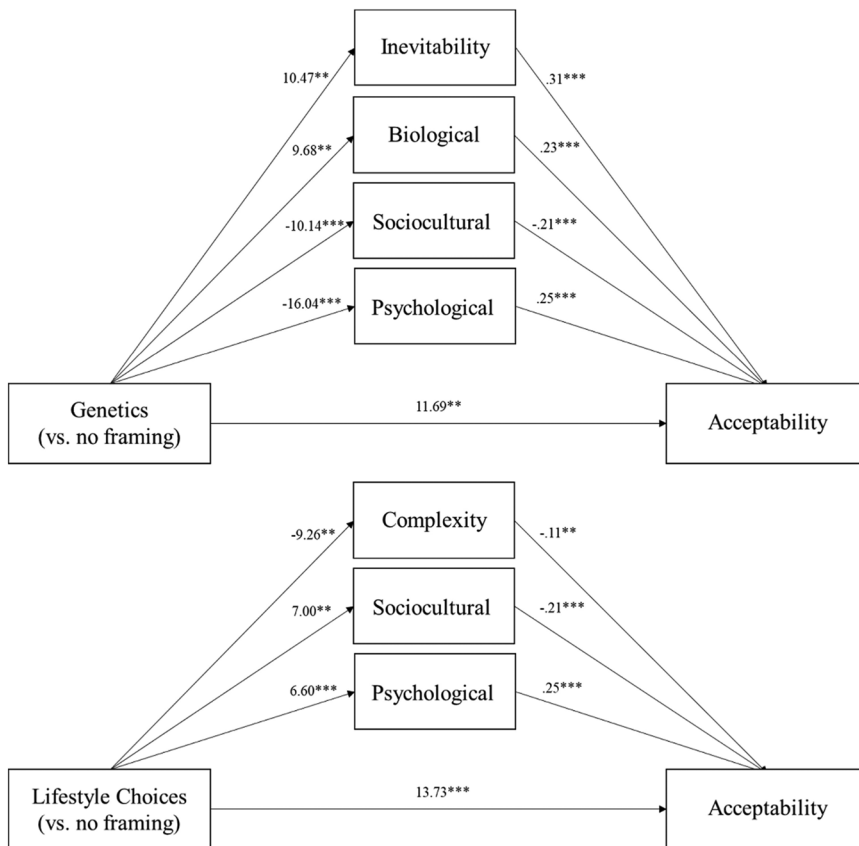 Inevitability
10.47**
.31***
Biological
9.68**
.23***
Sociocultural
-10.14***
-.21***
Psychological
-16.04***
.25***
Genetics
(vs. no framing)
11.69**
Acceptability
Complexity
-9.26**
-.11**
Sociocultural
7.00**
-.21***
Psychological
6.60***
.25***
Lifestyle Choices
(vs. no framing)
13.73***
Acceptability